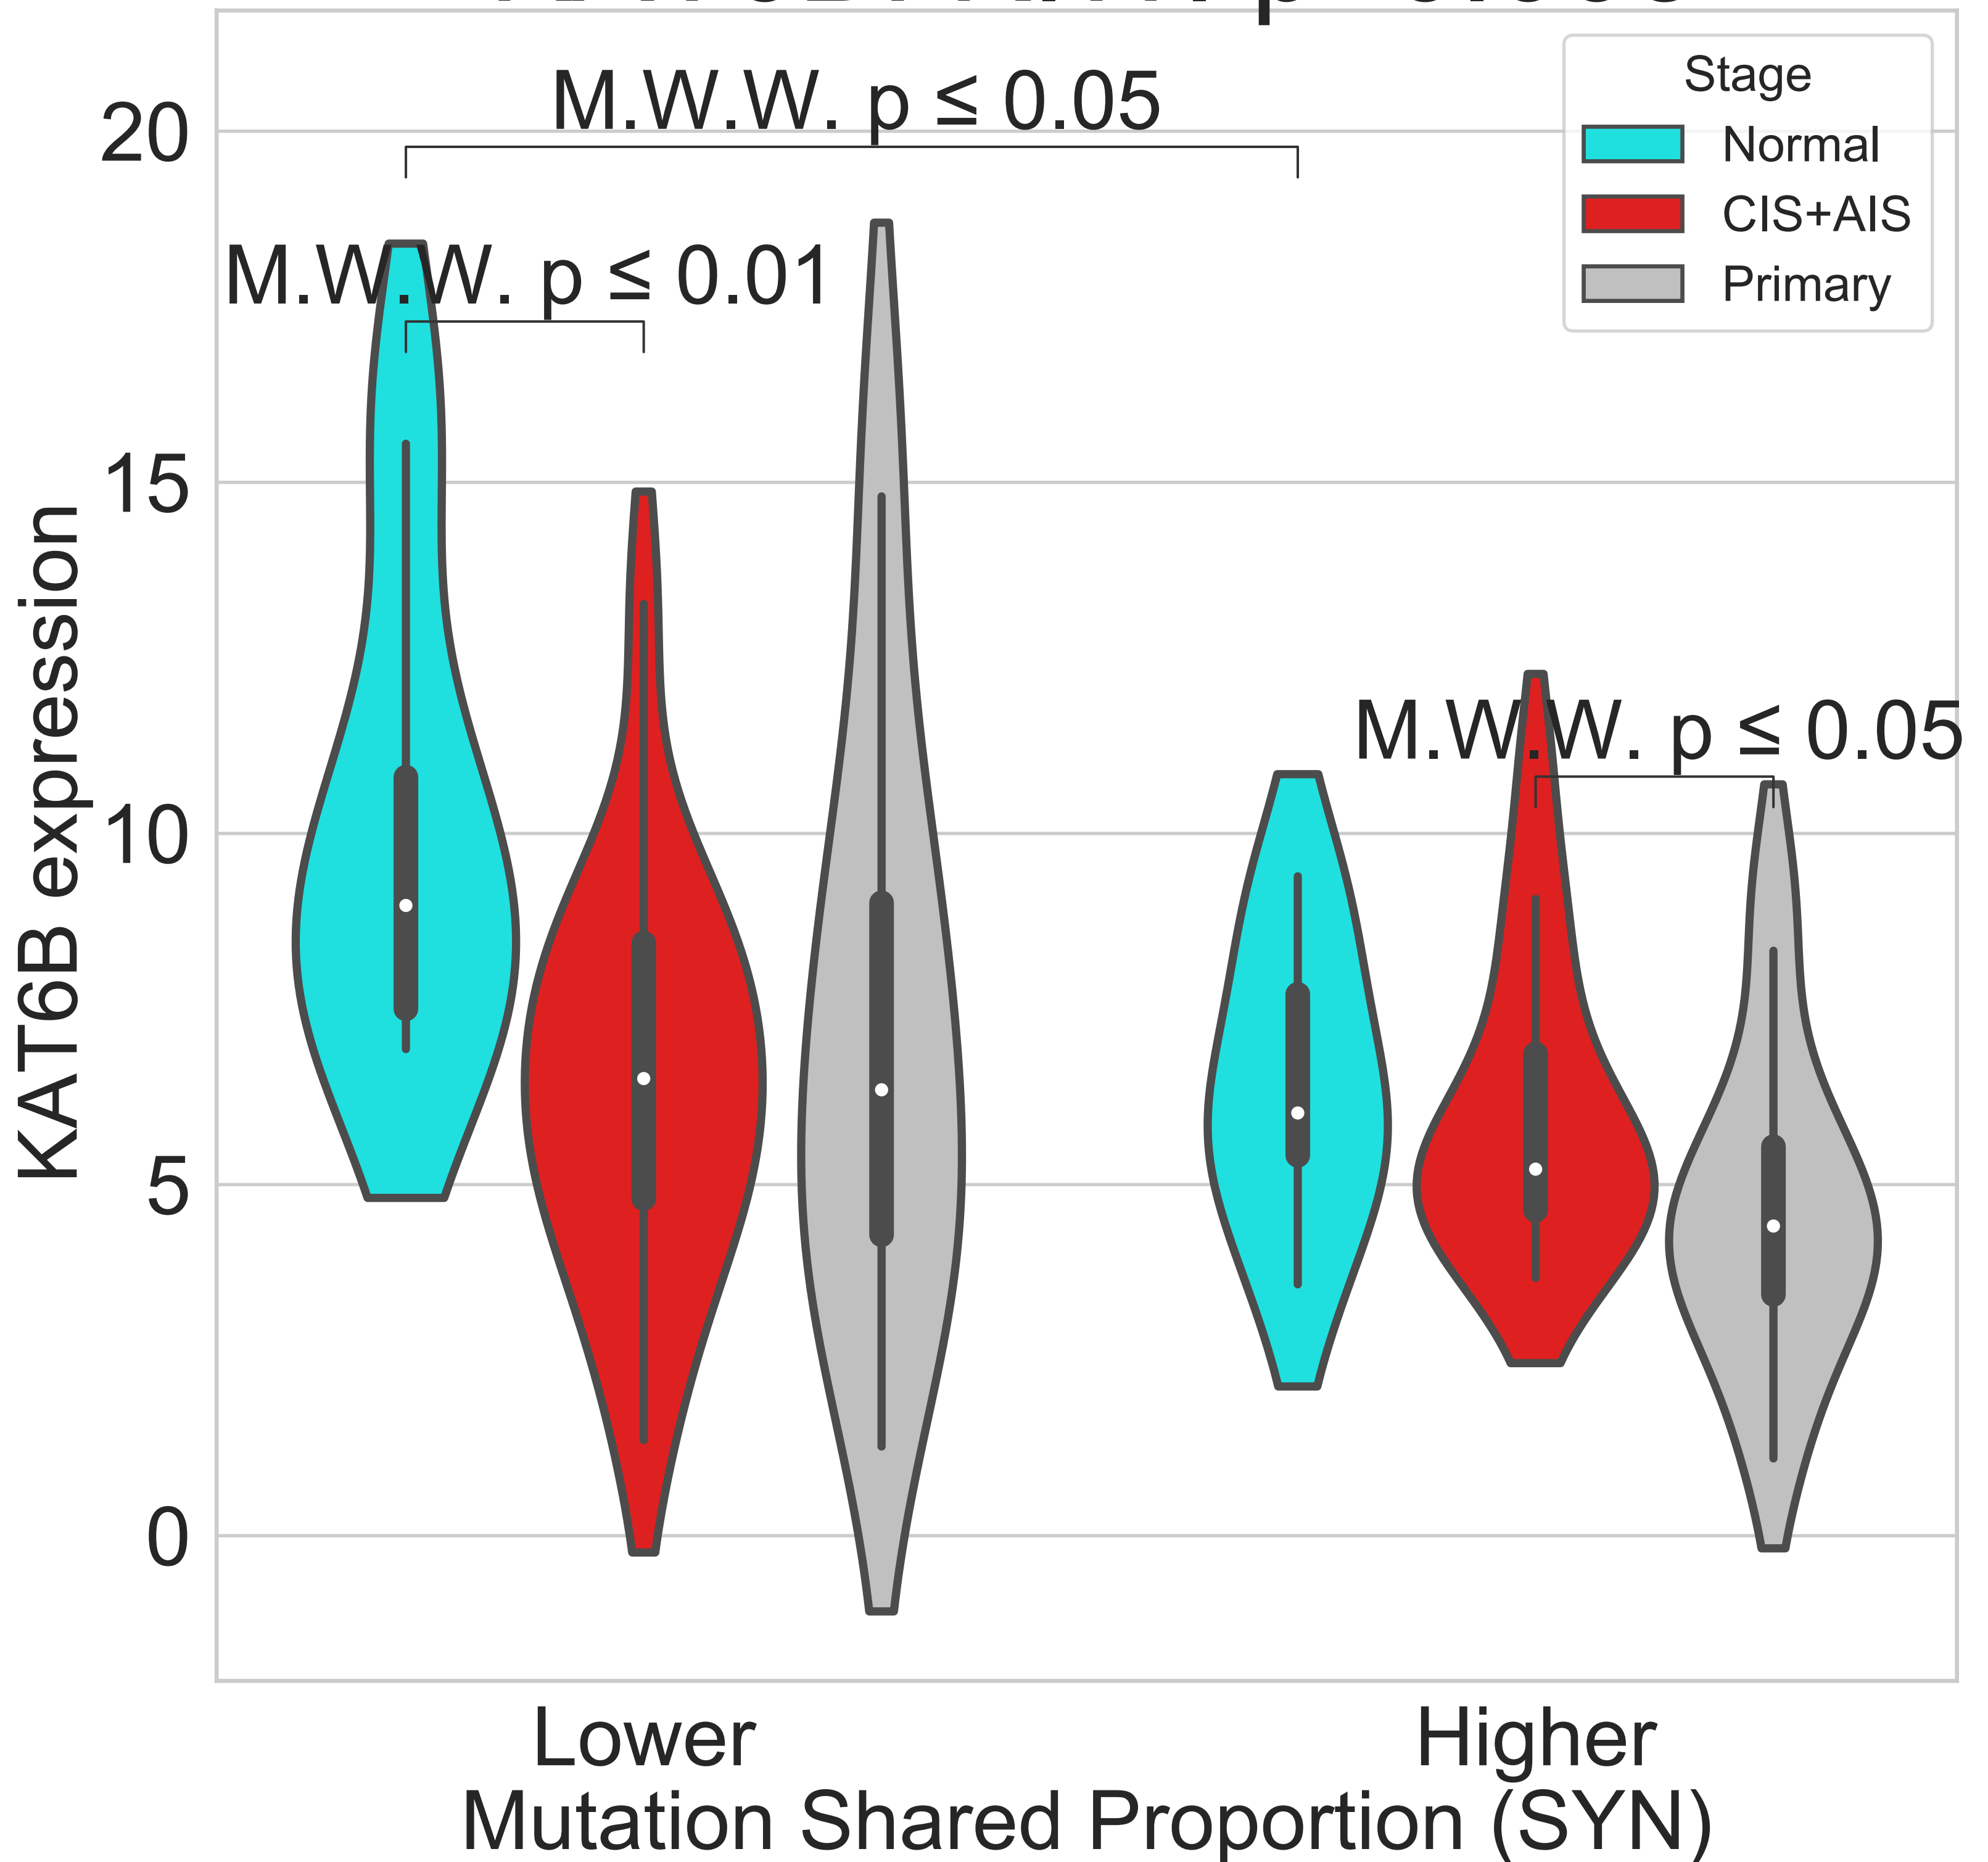 M.W.W. p ≤ 0.05
M.W.W. p ≤ 0.01
M.W.W. p ≤ 0.05
Stage
Normal
CIS+AIS
Primary
20
15
10
5
0
KAT6B expression
Lower
Higher
Mutation Shared Proportion (SYN)